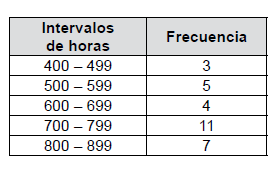 Intervalos de horas Frecuencia
400 – 499 3
500 – 599 5
600 – 699 4
700 – 799 11
800 – 899 7